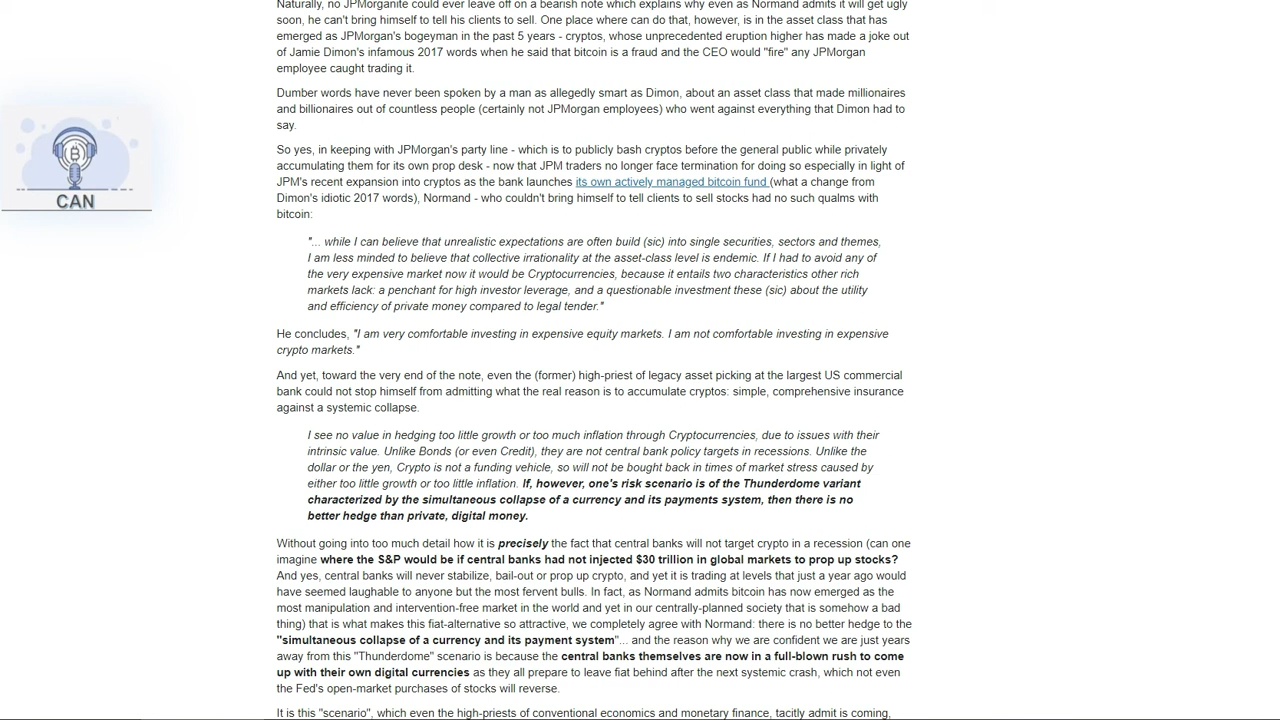 Naturally, no JPMorganite could ever leave off on a bearish note which explains why even as Normand admits it will get ugly
soon, he can't bring himself to tell his clients to sell. One place where can do that, however, is in the asset class that has
emerged as JPMorgan's bogeyman in the past 5 years - cryptos, whose unprecedented eruption higher has made a joke out
of Jamie Dimon's infamous 2017 words when he said that bitcoin is a fraud and the CEO would "fire" any JPMorgan
employee caught trading it.
Dumber words have never been spoken by a man as allegedly smart as Dimon, about an asset class that made millionaires
and billionaires out of countless people (certainly not JPMorgan employees) who went against everything that Dimon had to
say.
So yes, in keeping with JPMorgan's party line - which is to publicly bash cryptos before the general public while privately
accumulating them for its own prop desk - now that JPM traders no longer face termination for doing so especially in light of
JPM's recent expansion into cryptos as the bank launches its own actively managed bitcoin fund (what a change from
Dimon's idiotic 2017 words), Normand - who couldn't bring himself to tell clients to sell stocks had no such qualms with
bitcoin:
CAN
"... while I can believe that unrealistic expectations are often build (sic) into single securities, sectors and themes,
I am less minded to believe that collective irrationality at the asset-class level is endemic. If I had to avoid any of
the very expensive market now it would be Cryptocurrencies, because it entails two characteristics other rich
markets lack: a penchant for high investor leverage, and a questionable investment these (sic) about the utility
and efficiency of private money compared to legal tender."
He concludes, "I am very comfortable investing in expensive equity markets. I am not comfortable investing in expensive
crypto markets."
And yet, toward the very end of the note, even the (former) high-priest of legacy asset picking at the largest US commercial
bank could not stop himself from admitting what the real reason is to accumulate cryptos: simple, comprehensive insurance
against a systemic collapse.
I see no value in hedging too little growth or too much inflation through Cryptocurrencies, due to issues with their
intrinsic value. Unlike Bonds (or even Credit), they are not central bank policy targets in recessions. Unlike the
dollar or the yen, Crypto is not a funding vehicle, so will not be bought back in times of market stress caused by
either too little growth or too little inflation. If, however, one's risk scenario is of the Thunderdome variant
characterized by the simultaneous collapse of a currency and its payments system, then there is no
better hedge than private, digital money.
Without going into too much detail how it is precisely the fact that central banks will not target crypto in a recession (can one
imagine where the S&P would be if central banks had not injected $30 trillion in global markets to prop up stocks?
And yes, central banks will never stabilize, bail-out or prop up crypto, and yet it is trading at levels that just a year ago would
have seemed laughable to anyone but the most fervent bulls. In fact, as Normand admits bitcoin has now emerged as the
most manipulation and intervention-free market in the world and yet in our centrally-planned society that is somehow a bad
thing) that is what makes this fiat-alternative so attractive, we completely agree with Normand: there is no better hedge to the
"simultaneous collapse of a currency and its payment system"... and the reason why we are confident we are just years
away from this "Thunderdome" scenario is because the central banks themselves are now in a full-blown rush to come
up with their own digital currencies as they all prepare to leave fiat behind after the next systemic crash, which not even
the Fed's open-market purchases of stocks will reverse.
It is this "scenario", which even the high-priests of conventional economics and monetary finance, tacitly admit is coming,